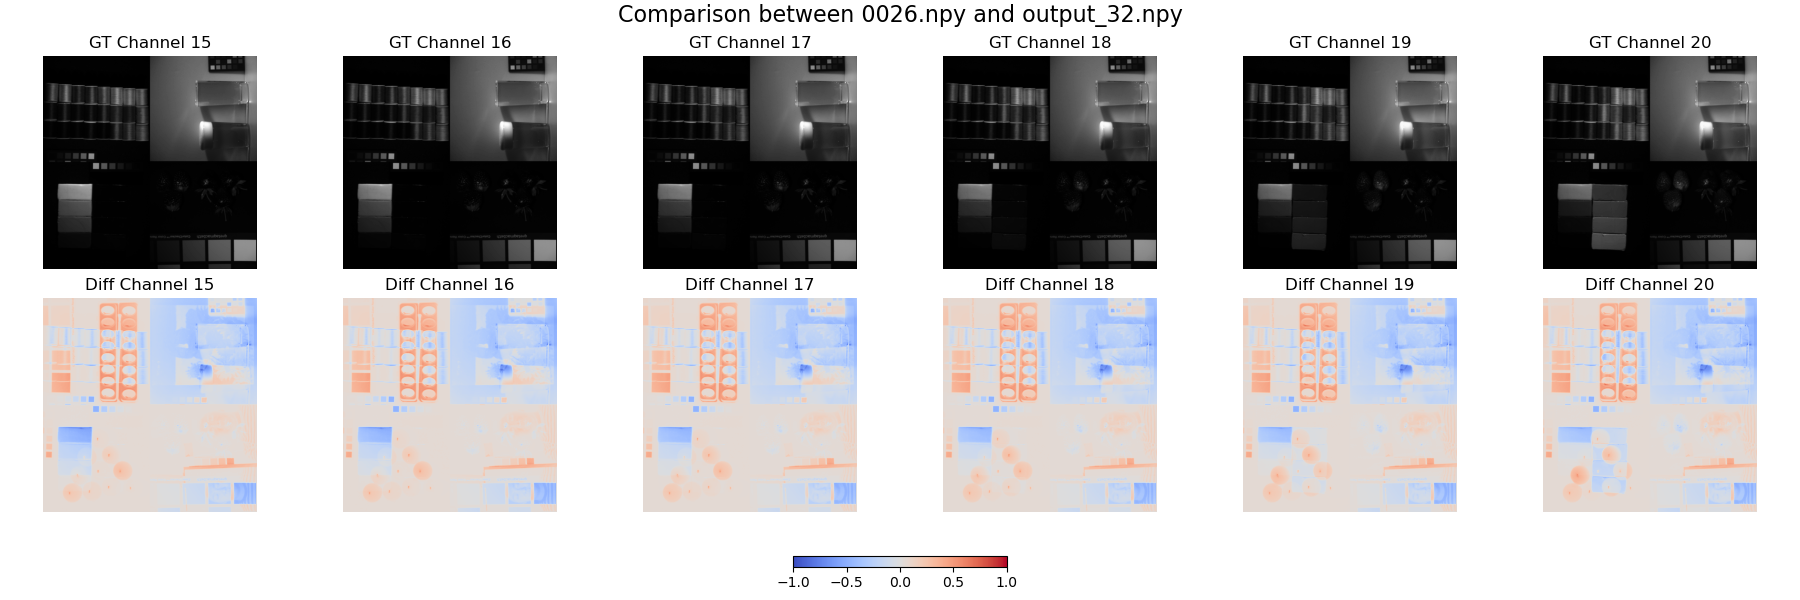 Comparison between 0026.npy and output_32.npy
GT Channel 15
GT Channel 16
GT Channel 17
GT Channel 18
GT Channel 19
GT Channel 20
Diff Channel 15
Diff Channel 16
Diff Channel 17
Diff Channel 18
Diff Channel 19
Diff Channel 20
−1.0 −0.5 0.0 0.5 1.0